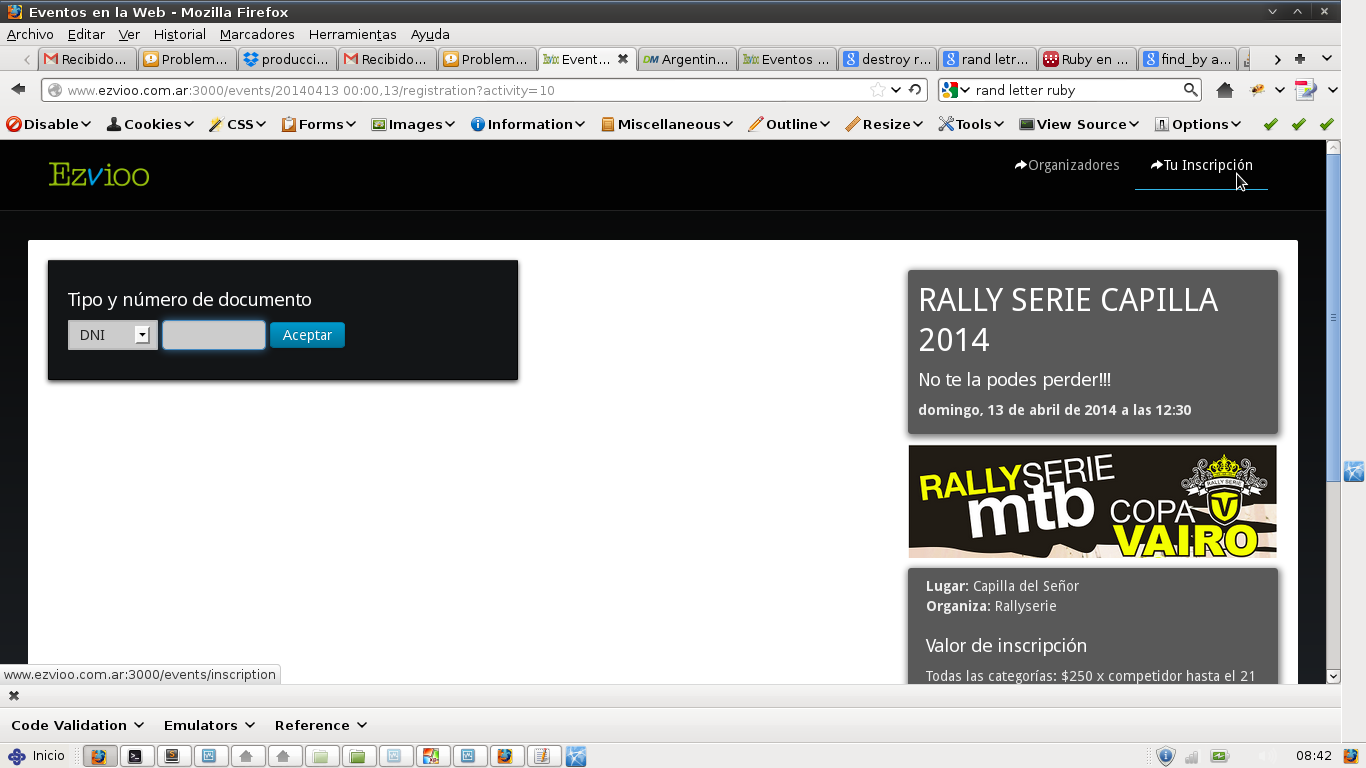 Eventos en la Web - Mozilla Firefox
Archivo Editar Ver Historial Marcadores Herramientas Ayuda
Recibido... Problem... producci... Recibido... Problem... Event... Argentin... Eventos ... destroy r... rand letr... Ruby en ... find_by a...
www.ezvioo.com.ar:3000/events/20140413 00:00,13/registration?activity=10
rand letter ruby
Disable Cookies CSS Forms Images Information Miscellaneous Outline Resize Tools View Source Options
Ezvioo
Organizadores Tu Inscripción
Tipo y número de documento
DNI Aceptar
RALLY SERIE CAPILLA
2014
No te la podes perder!!!
domingo, 13 de abril de 2014 a las 12:30
RALLYSERIE
mtb
RALLY SERIE
COPA
VAIRO
Lugar: Capilla del Señor
Organiza: Rallyserie
Valor de inscripción
Todas las categorías: $250 x competidor hasta el 21
www.ezvioo.com.ar:3000/events/inscription
Code Validation Emulators Reference
Inicio
08:42